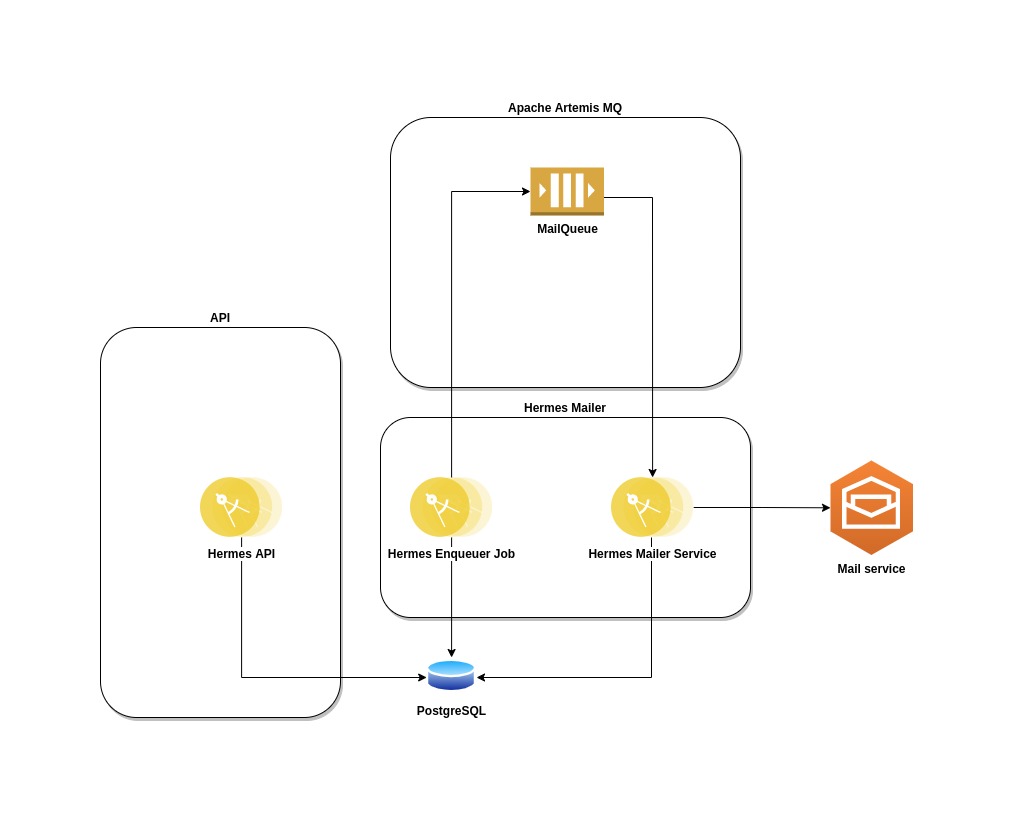 Apache Artemis MQ
MailQueue
API
Hermes Mailer
Hermes API
Hermes Enqueuer Job
Hermes Mailer Service
Mail service
PostgreSQL